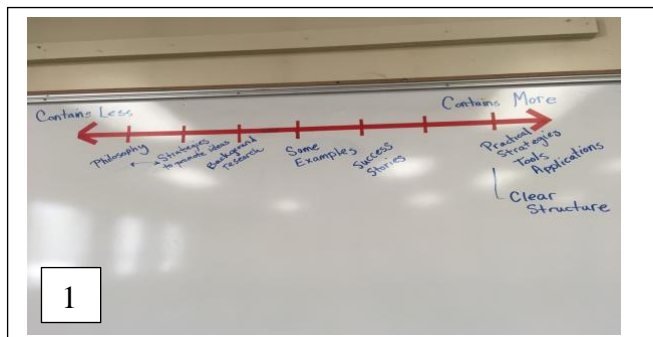 Contains Less
Contains More
Philosophy
Strategies
to promote ideas
Background
research
Some
Examples
Success
Stories
Practical
Strategies
Tools
Applications
Clear
Structure
1